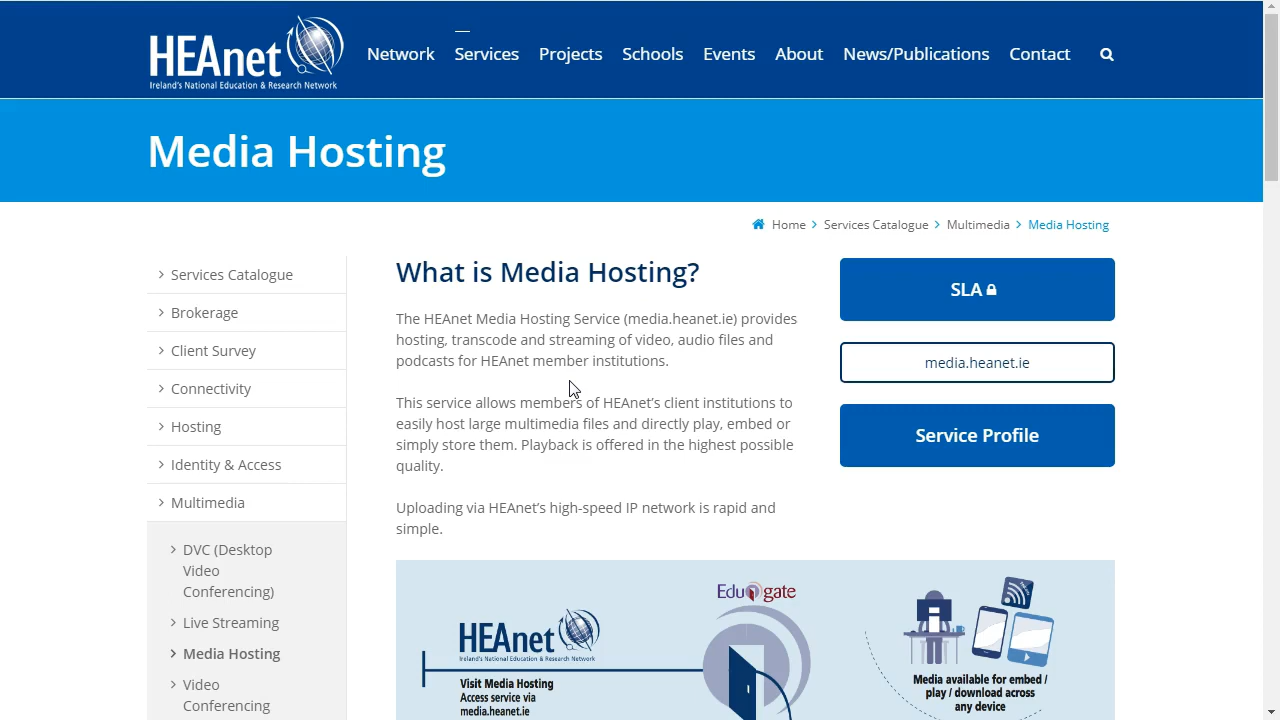 HEAnet
Ireland's National Education & Research Network
Network
Services
Projects
Schools
Events
About
News/Publications
Contact
Media Hosting
Home
Services Catalogue
Multimedia
Media Hosting
Services Catalogue
Brokerage
Client Survey
Connectivity
Hosting
Identity & Access
Multimedia
DVC (Desktop
Video
Conferencing)
Live Streaming
Media Hosting
Video
Conferencing
What is Media Hosting?
The HEAnet Media Hosting Service (media.heanet.ie) provides
hosting, transcode and streaming of video, audio files and
podcasts for HEAnet member institutions.
This service allows members of HEAnet’s client institutions to
easily host large multimedia files and directly play, embed or
simply store them. Playback is offered in the highest possible
quality.
Uploading via HEAnet’s high-speed IP network is rapid and
simple.
SLA
media.heanet.ie
Service Profile
HEAnet
Ireland's National Education & Research Network
Visit Media Hosting
Access service via
media.heanet.ie
Edugate
Media available for embed /
play / download across
any device